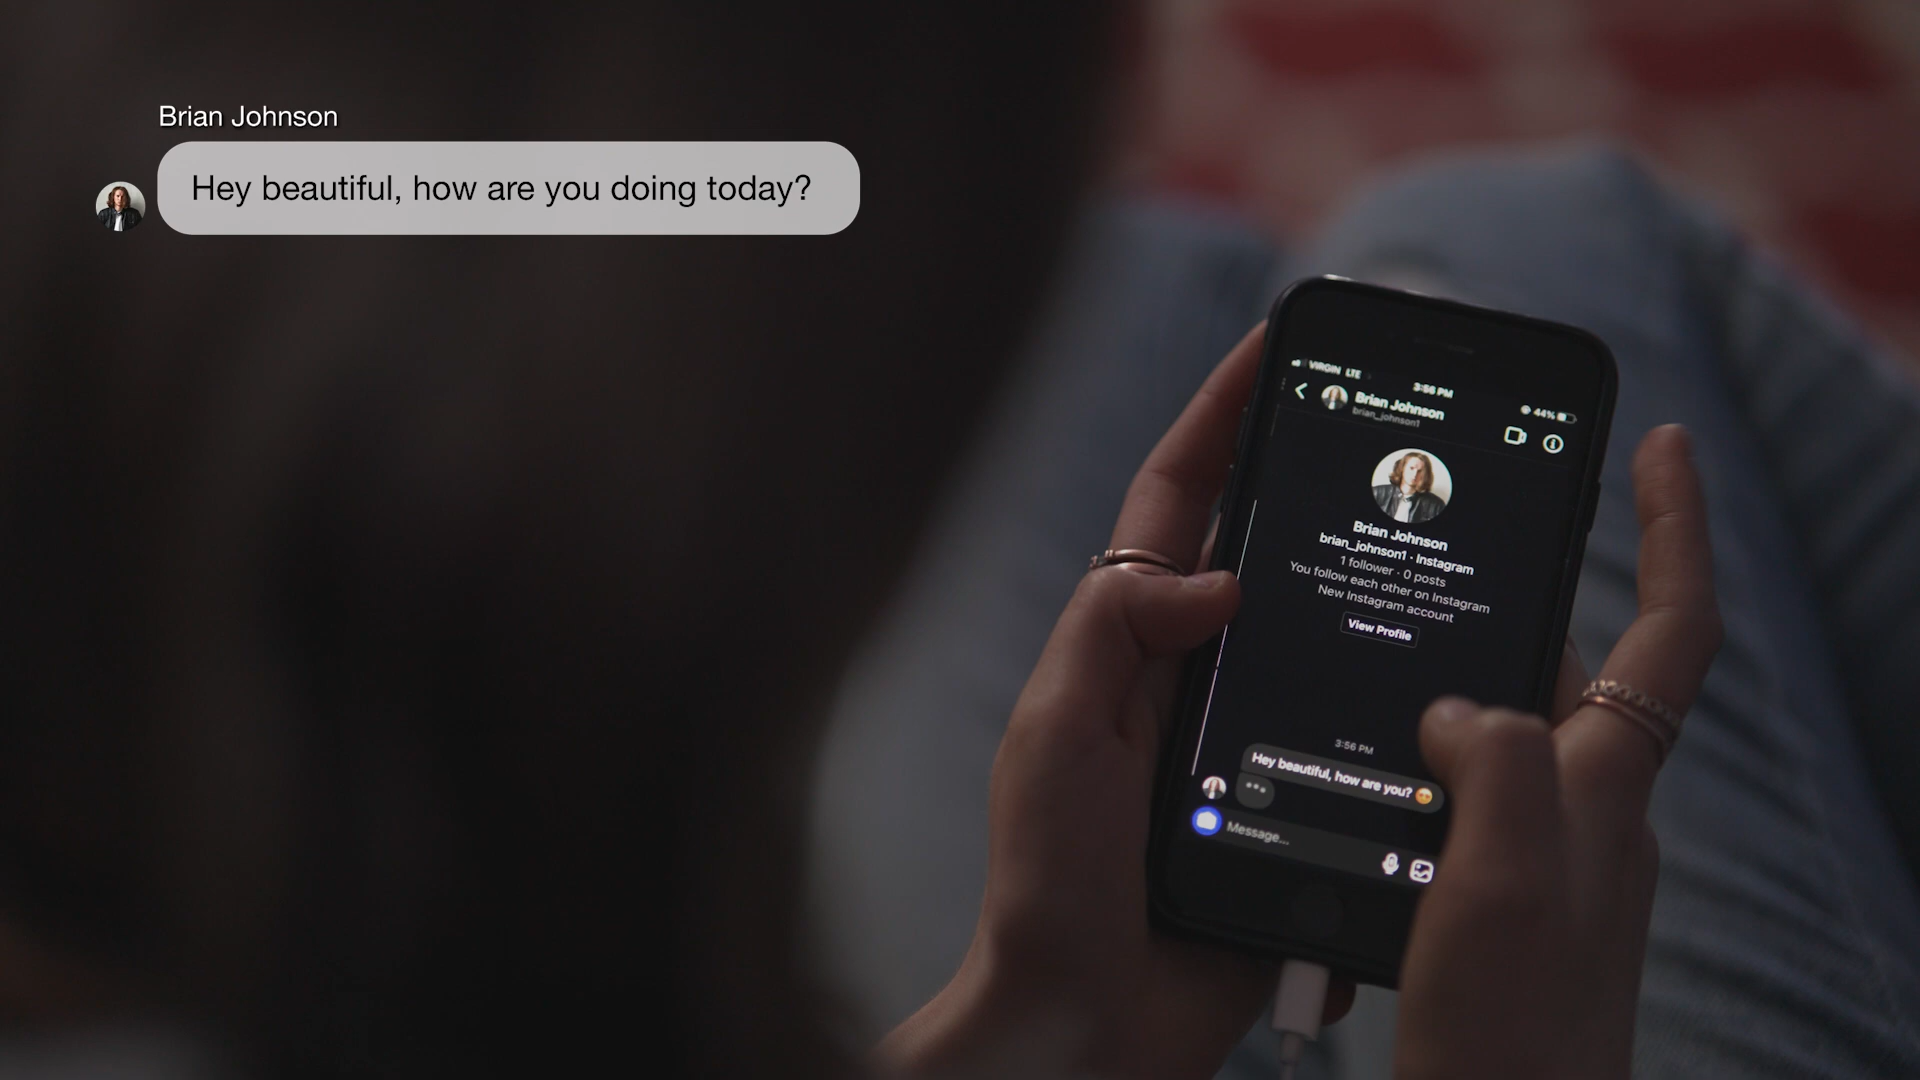 Brian Johnson
Hey beautiful, how are you doing today?
VIRGIN LTE
3:56 PM
44%
Brian Johnson
brian_johnson1
Brian Johnson
brian_johnson1 · Instagram
1 follower · 0 posts
You follow each other on Instagram
New Instagram account
View Profile
3:56 PM
Hey beautiful, how are you? 😊
Message...